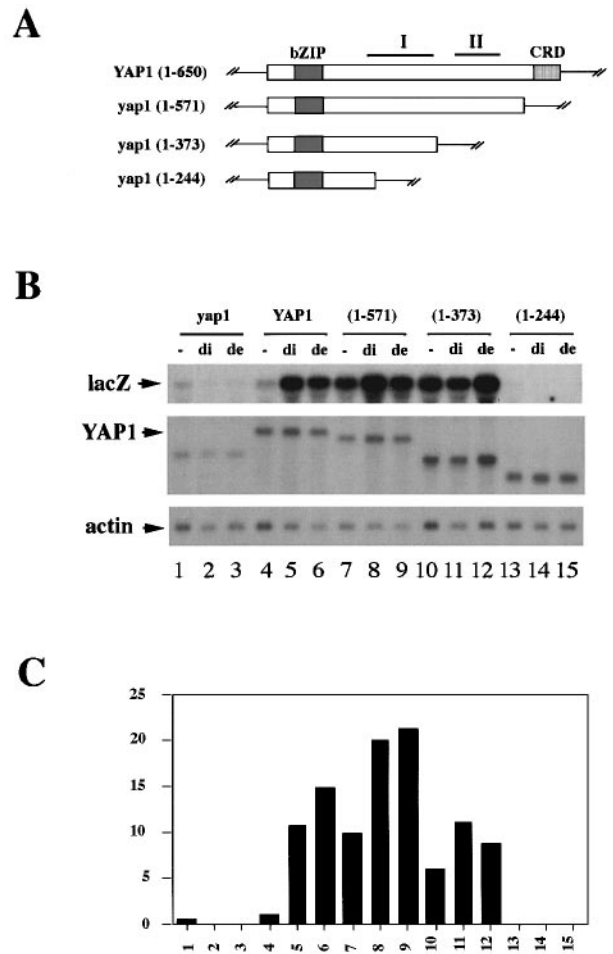 A
I II
bZIP CRD
YAP1 (1-650)
yap1 (1-571)
yap1 (1-373)
yap1 (1-244)
B
yap1 YAP1 (1-571) (1-373) (1-244)
- di de - di de - di de - di de - di de
lacZ
YAP1
actin
1 2 3 4 5 6 7 8 9 10 11 12 13 14 15
C
25
20
15
10
5
0
1 2 3 4 5 6 7 8 9 10 11 12 13 14 15